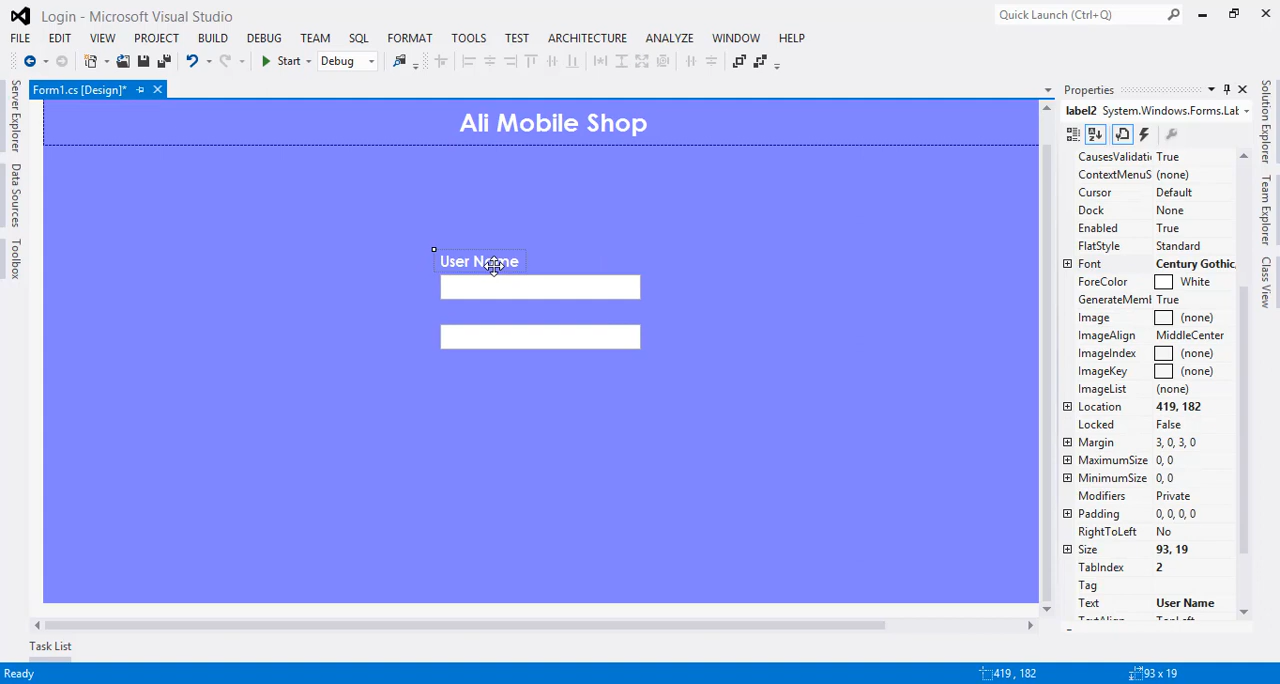 Login - Microsoft Visual Studio
Quick Launch (Ctrl+Q)
FILE EDIT VIEW PROJECT BUILD DEBUG TEAM SQL FORMAT TOOLS TEST ARCHITECTURE ANALYZE WINDOW HELP
Start Debug
Form1.cs [Design]*
Server Explorer
Data Sources
Toolbox
Ali Mobile Shop
User Name
Properties
label2 System.Windows.Forms.Lat
CausesValidati True
ContextMenuS (none)
Cursor Default
Dock None
Enabled True
FlatStyle Standard
Font Century Gothic,
ForeColor White
GenerateMeml True
Image (none)
ImageAlign MiddleCenter
ImageIndex (none)
ImageKey (none)
ImageList (none)
Location 419, 182
Locked False
Margin 3, 0, 3, 0
MaximumSize 0, 0
MinimumSize 0, 0
Modifiers Private
Padding 0, 0, 0, 0
RightToLeft No
Size 93, 19
TabIndex 2
Tag
Text User Name
TextAlign TopLeft
Solution Explorer
Team Explorer
Class View
Task List
Ready
419 , 182
93 x 19